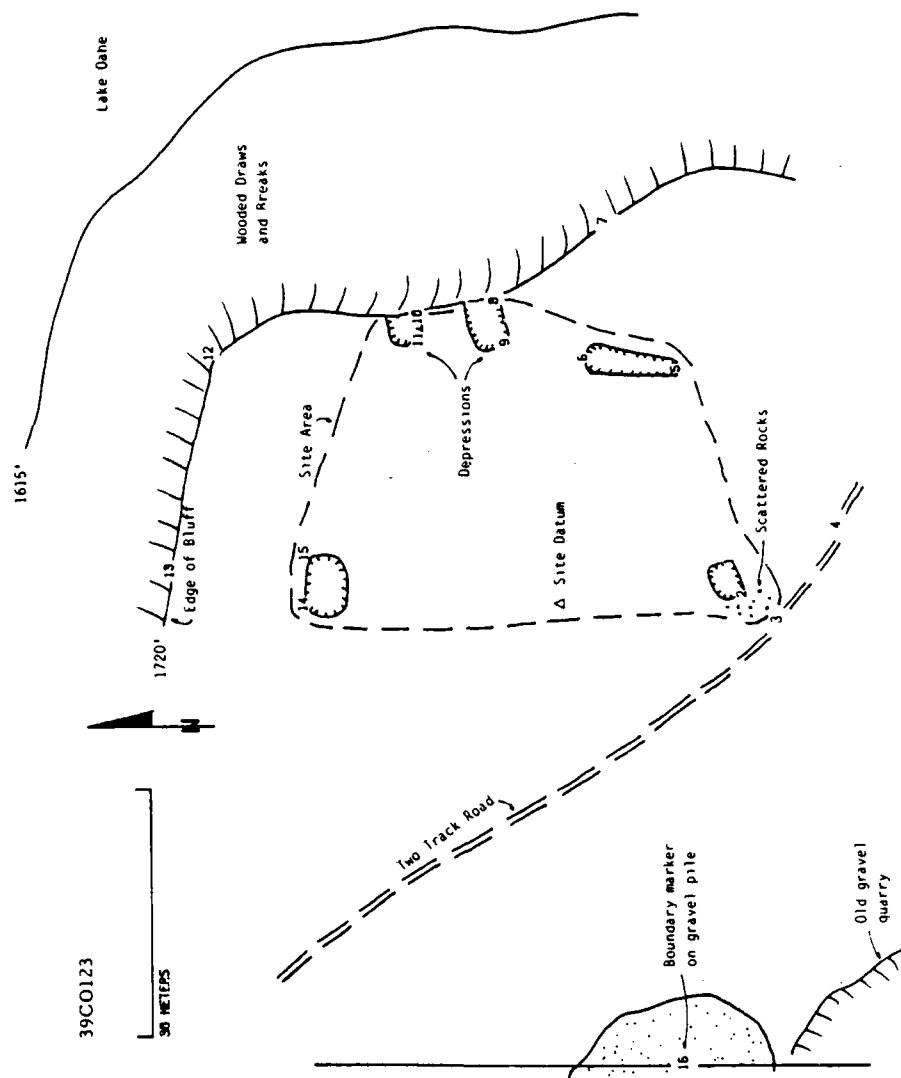 39CO123
30 METERS
N
1720'
1615'
Lake Oahe
Wooded Draws
and Rreaks
Edge of Bluff
13
12
Site Area
14
15
11
10
Depressions
9
8
7
6
5
Site Datum
Scattered Rocks
2
3
4
Two Track Road
Boundary marker
on gravel pile
16
Old gravel
quarry